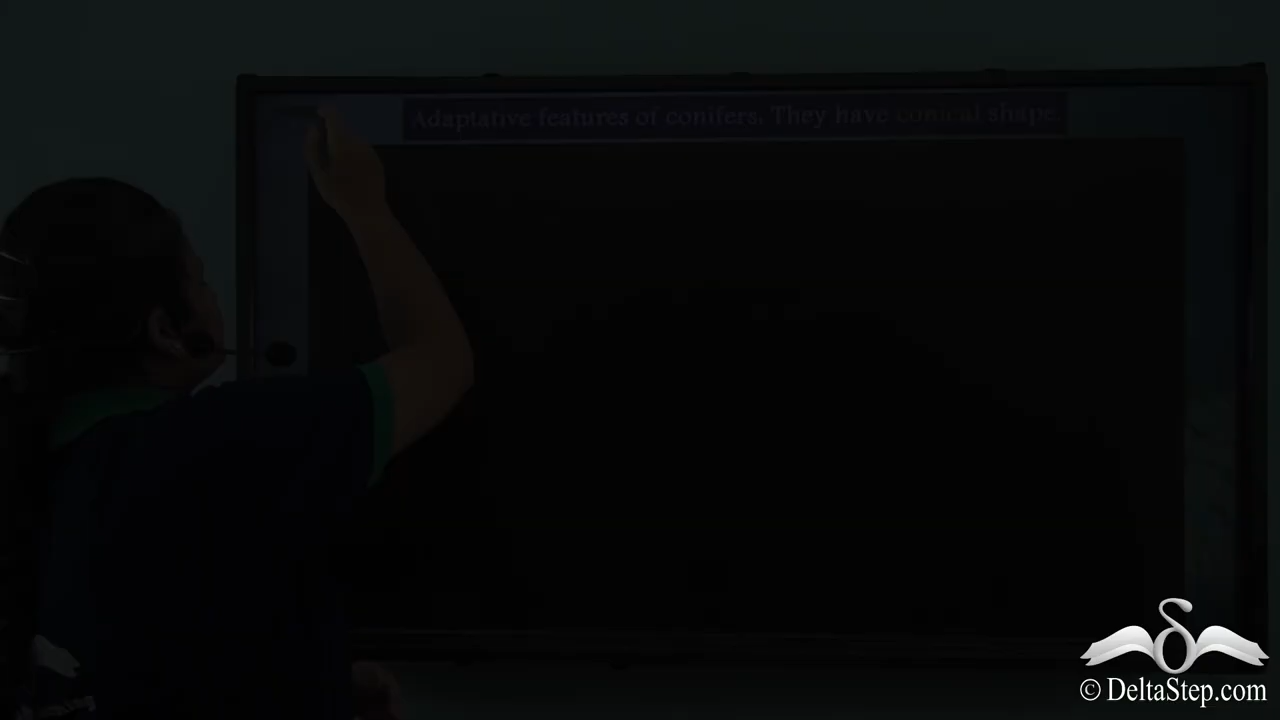 Adaptative features of conifers. They have conical shape.
© DeltaStep.com